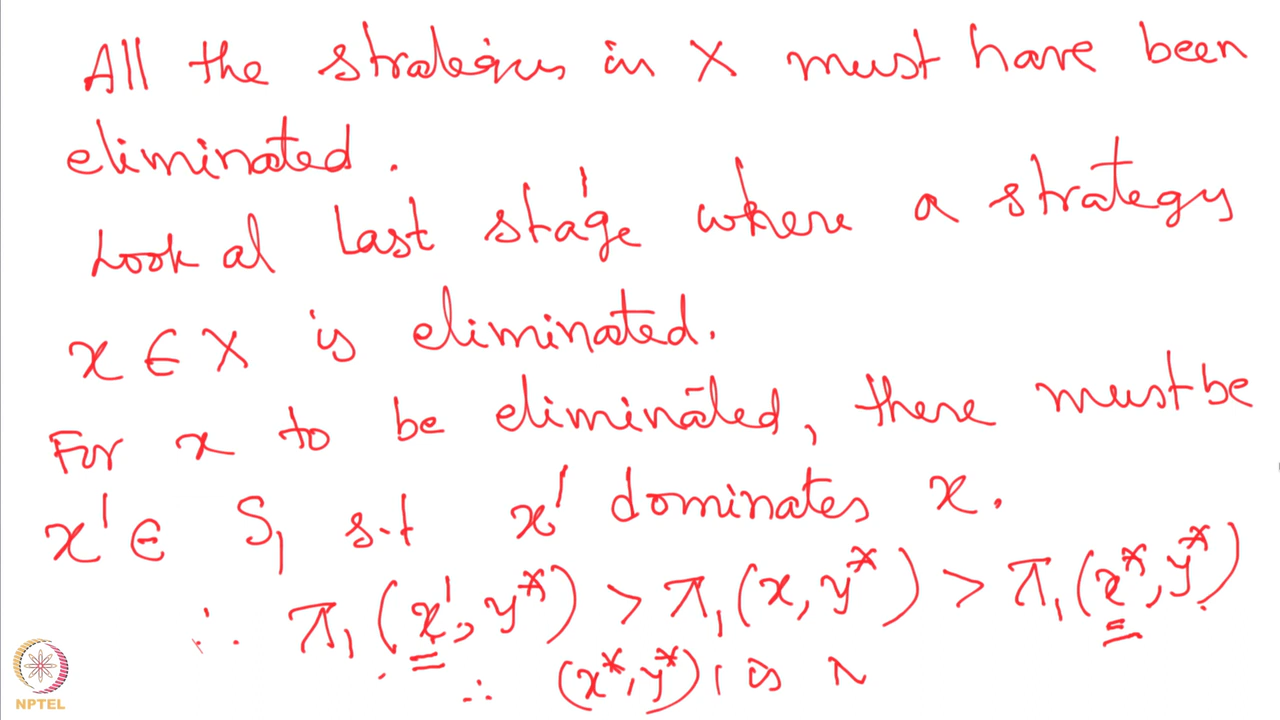 All the strategies in X must have been
eliminated.
Look at last stage where a strategy
x ∈ X is eliminated.
For x to be eliminated, there must be
x' ∈ S₁ s.t x' dominates x.
∴ π₁(x', y*) > π₁(x, y*) > π₁(x*, y*)
∴ (x*, y*) is
NPTEL